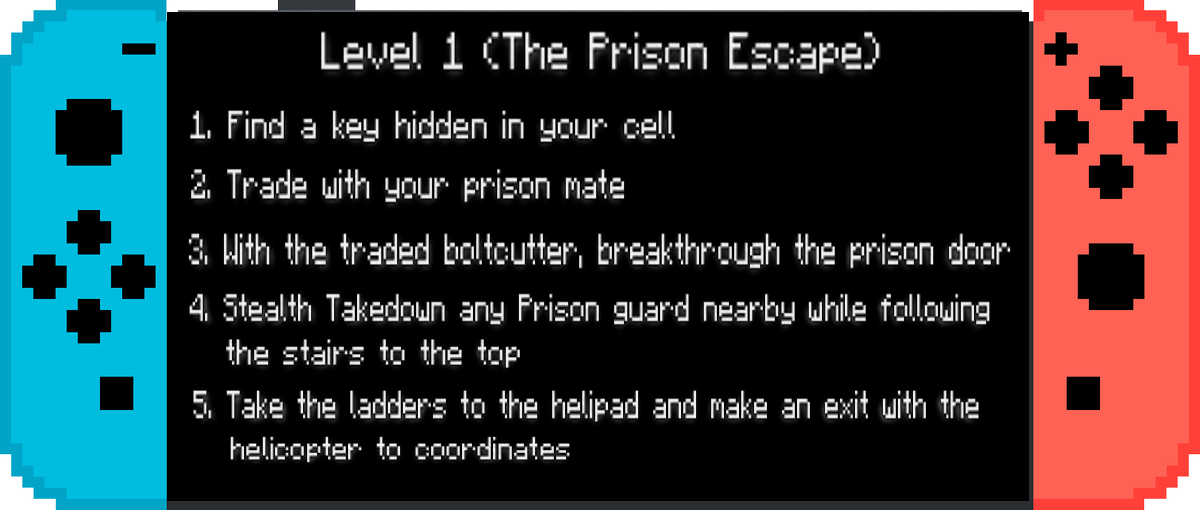 Level 1 (The Prison Escape)
1. Find a key hidden in your cell
2. Trade with your prison mate
3. With the traded boltcutter, breakthrough the prison door
4. Stealth Takedown any Prison guard nearby while following
the stairs to the top
5. Take the ladders to the helipad and make an exit with the
helicopter to coordinates